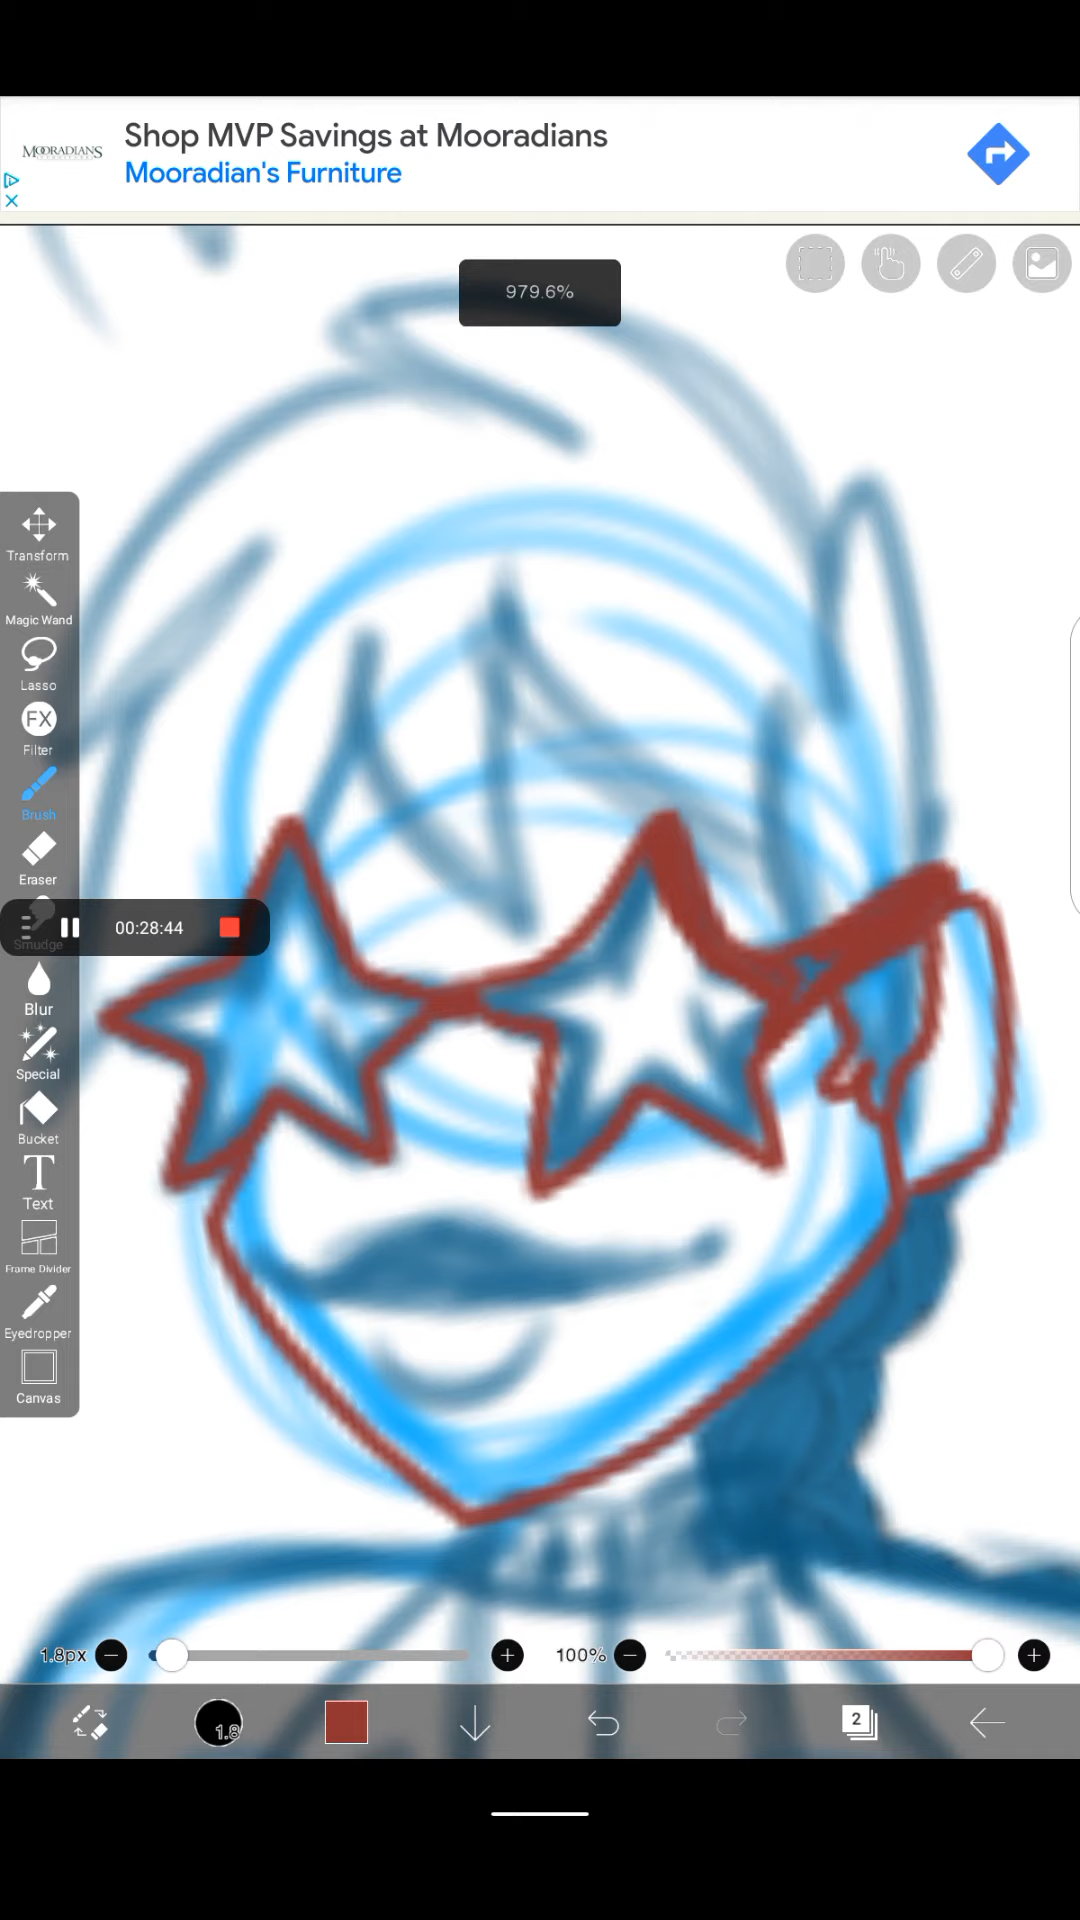 MOORADIANS
Shop MVP Savings at Mooradians
Mooradian's Furniture
979.6%
Transform
Magic Wand
Lasso
FX
Filter
Brush
Eraser
00:28:44
Smudge
Blur
Special
Bucket
T
Text
Frame Divider
Eyedropper
Canvas
1.8px
100%
1.8
2